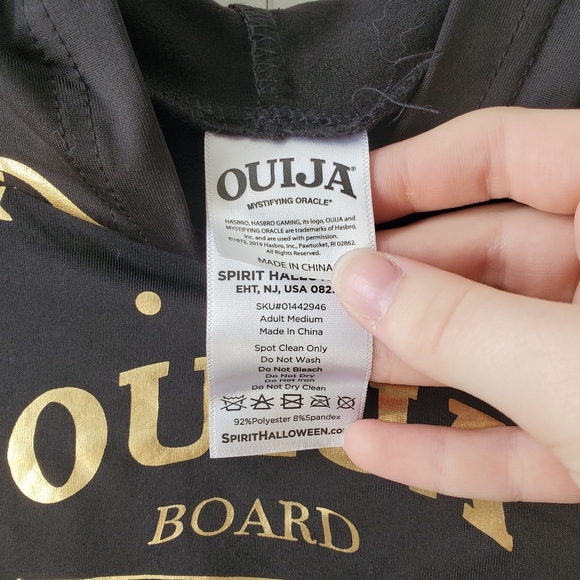 OUIJA®
MYSTIFYING ORACLE®
HASBRO, HASBRO GAMING, its logo, OUIJA and
MYSTIFYING ORACLE are trademarks of Hasbro,
Inc. and are used with permission.
©1972, 2019 Hasbro, Inc., Pawtucket, RI 02862.
All Rights Reserved.
MADE IN CHINA
SPIRIT
EHT, NJ, USA
SKU#01442946
Adult Medium
Made in China
Spot Clean Only
Do Not Wash
Do Not Bleach
Do Not Dry
Do Not Iron
Do Not Dry Clean
92%Polyester 8%Spandex
SPIRITHALLOWEEN.com
OUIJA
BOARD